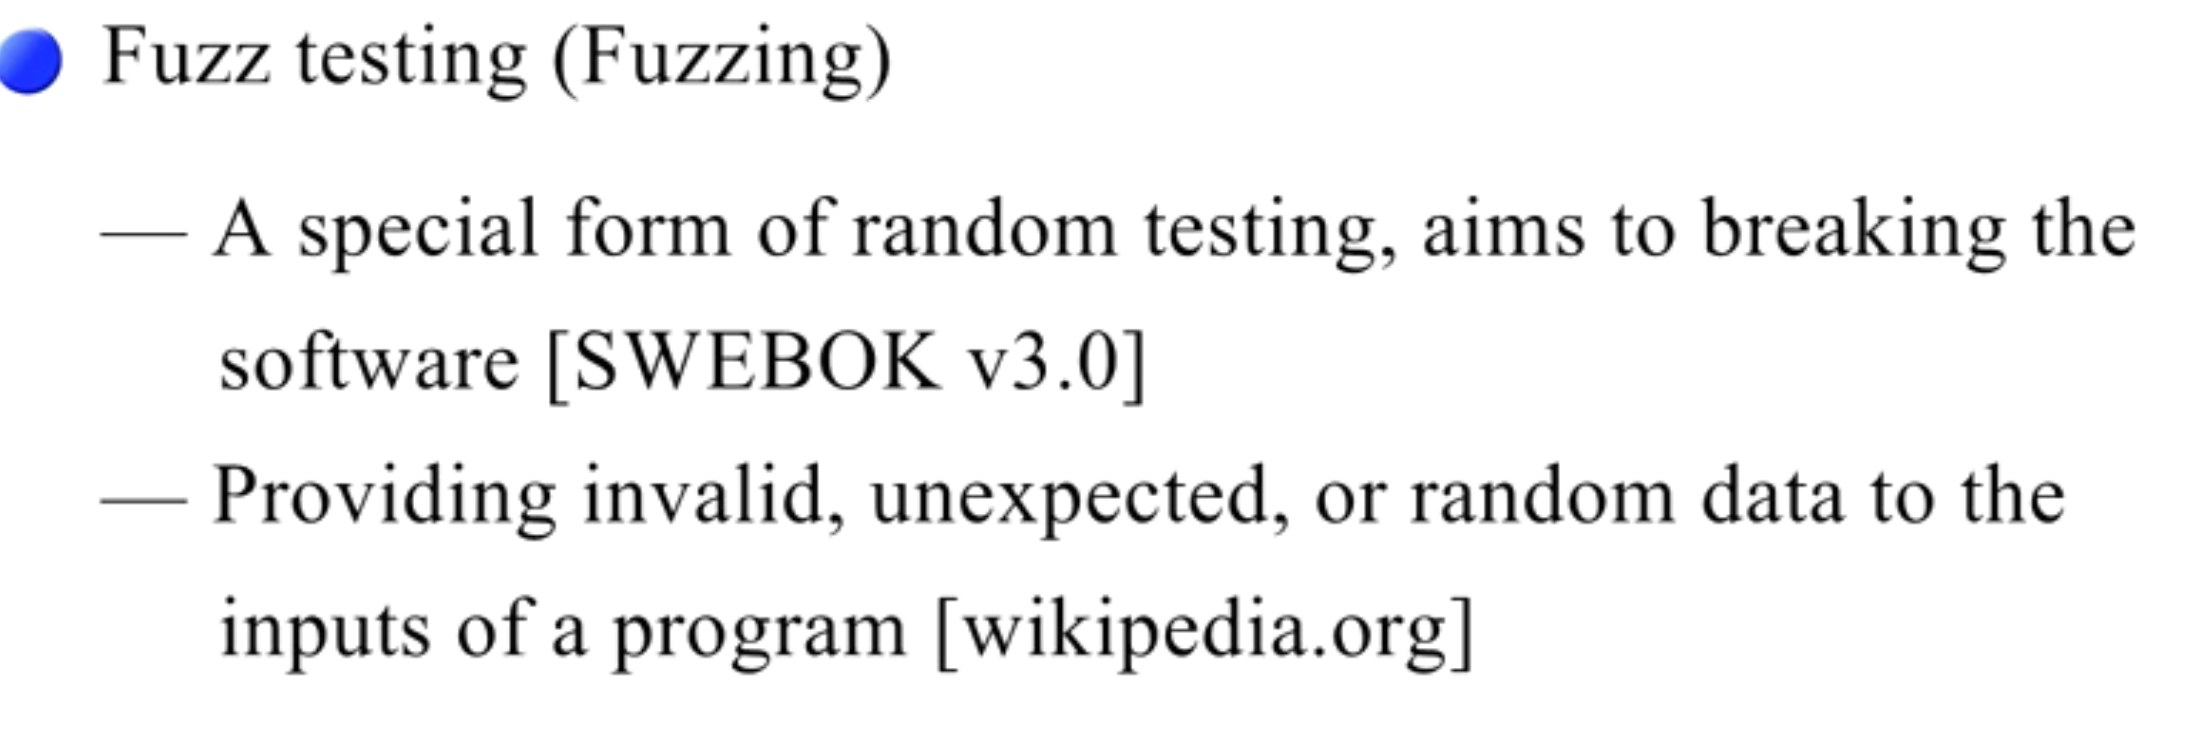 Fuzz testing (Fuzzing)
— A special form of random testing, aims to breaking the
software [SWEBOK v3.0]
— Providing invalid, unexpected, or random data to the
inputs of a program [wikipedia.org]